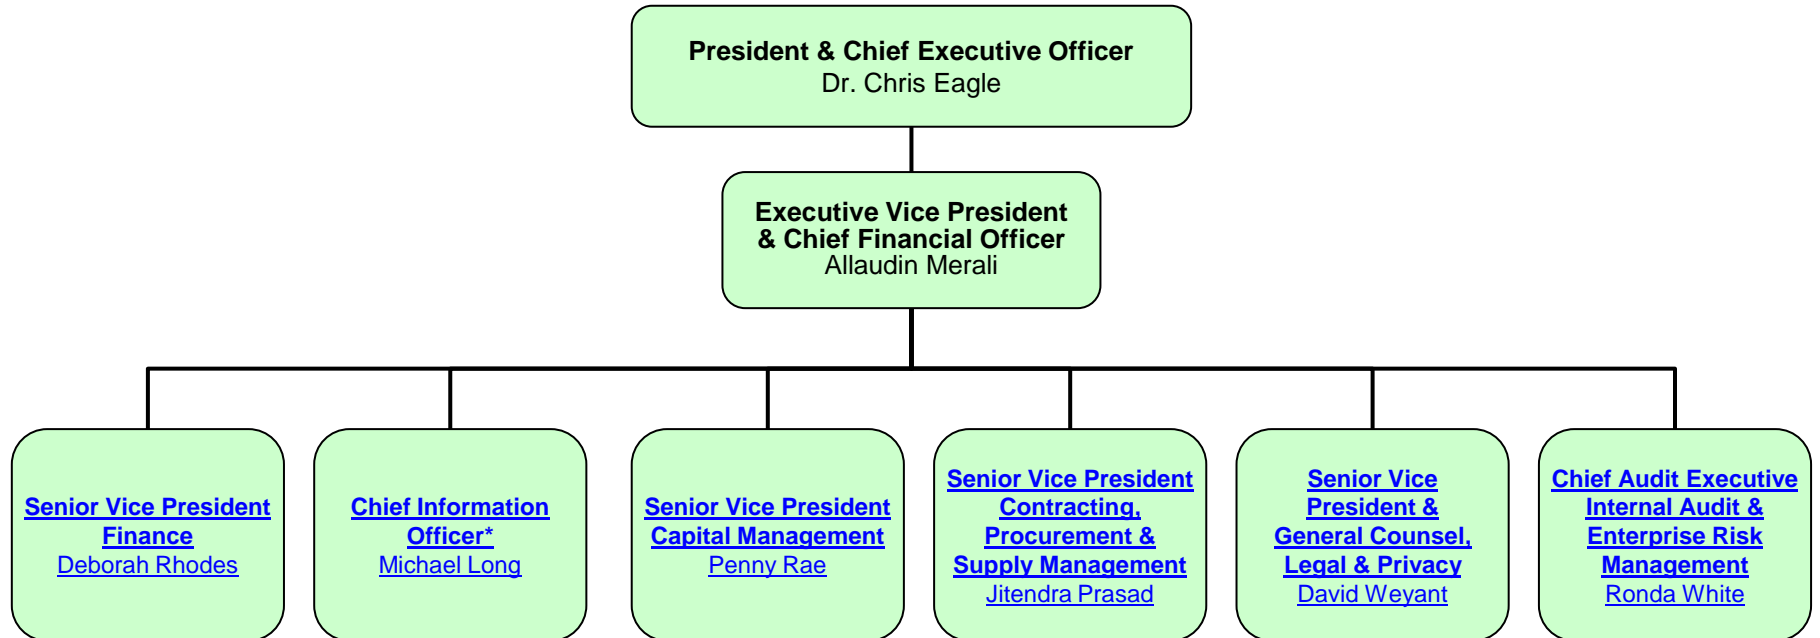 President & Chief Executive Officer
Dr. Chris Eagle
Executive Vice President
& Chief Financial Officer
Allaudin Merali
Senior Vice President
Finance
Deborah Rhodes
Chief Information
Officer*
Michael Long
Senior Vice President
Capital Management
Penny Rae
Senior Vice President
Contracting,
Procurement &
Supply Management
Jitendra Prasad
Senior Vice
President &
General Counsel,
Legal & Privacy
David Weyant
Chief Audit Executive
Internal Audit &
Enterprise Risk
Management
Ronda White